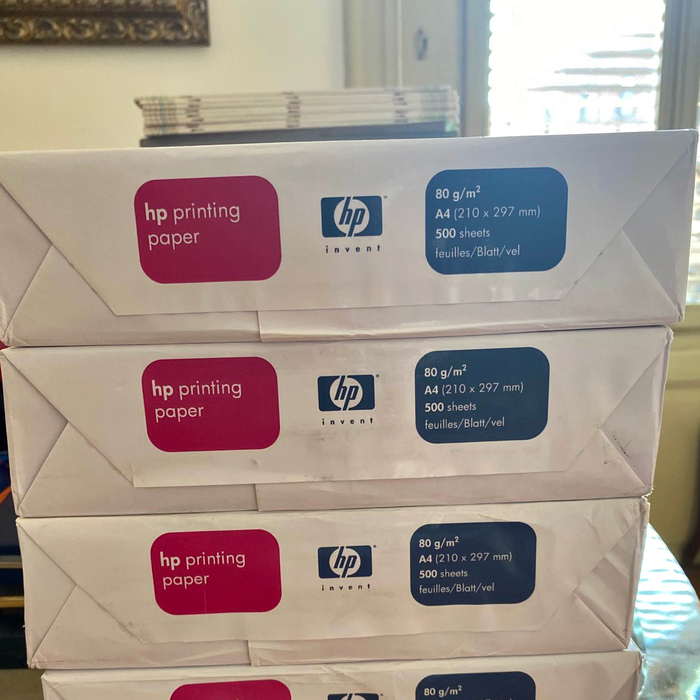 hp printing
paper
hp
invent
80 g/m²
A4 (210 x 297 mm)
500 sheets
feuilles/Blatt/vel
hp printing
paper
hp
invent
80 g/m²
A4 (210 x 297 mm)
500 sheets
feuilles/Blatt/vel
hp printing
paper
hp
invent
80 g/m²
A4 (210 x 297 mm)
500 sheets
feuilles/Blatt/vel
80 g/m²